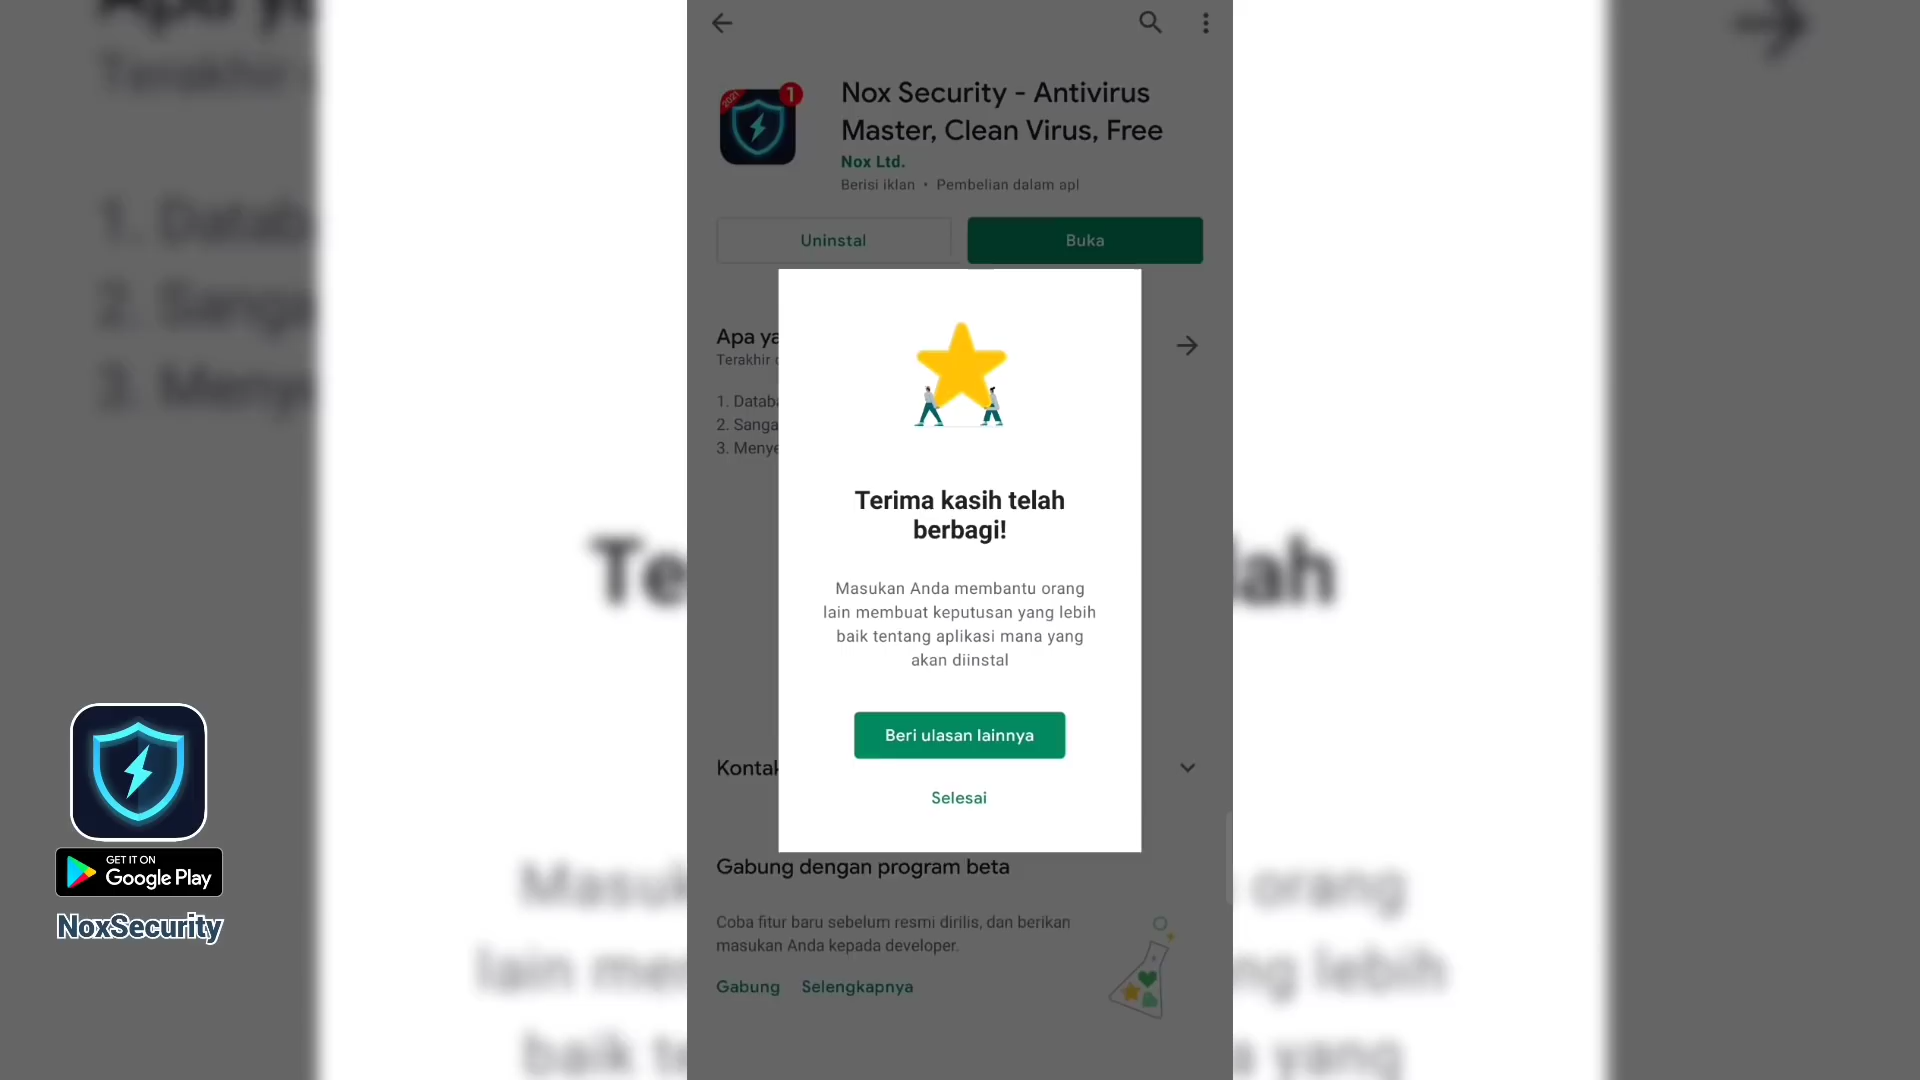 Nox Security - Antivirus
Master, Clean Virus, Free
2021
1
Nox Ltd.
Berisi iklan • Pembelian dalam apl
Uninstal
Buka
Apa ya
Terakhir
1. Databa
2. Sanga
3. Menye
Terima kasih telah
berbagi!
Masukan Anda membantu orang
lain membuat keputusan yang lebih
baik tentang aplikasi mana yang
akan diinstal
Beri ulasan lainnya
Selesai
Kontak
Gabung dengan program beta
Coba fitur baru sebelum resmi dirilis, dan berikan
masukan Anda kepada developer.
Gabung Selengkapnya
GET IT ON
Google Play
NoxSecurity